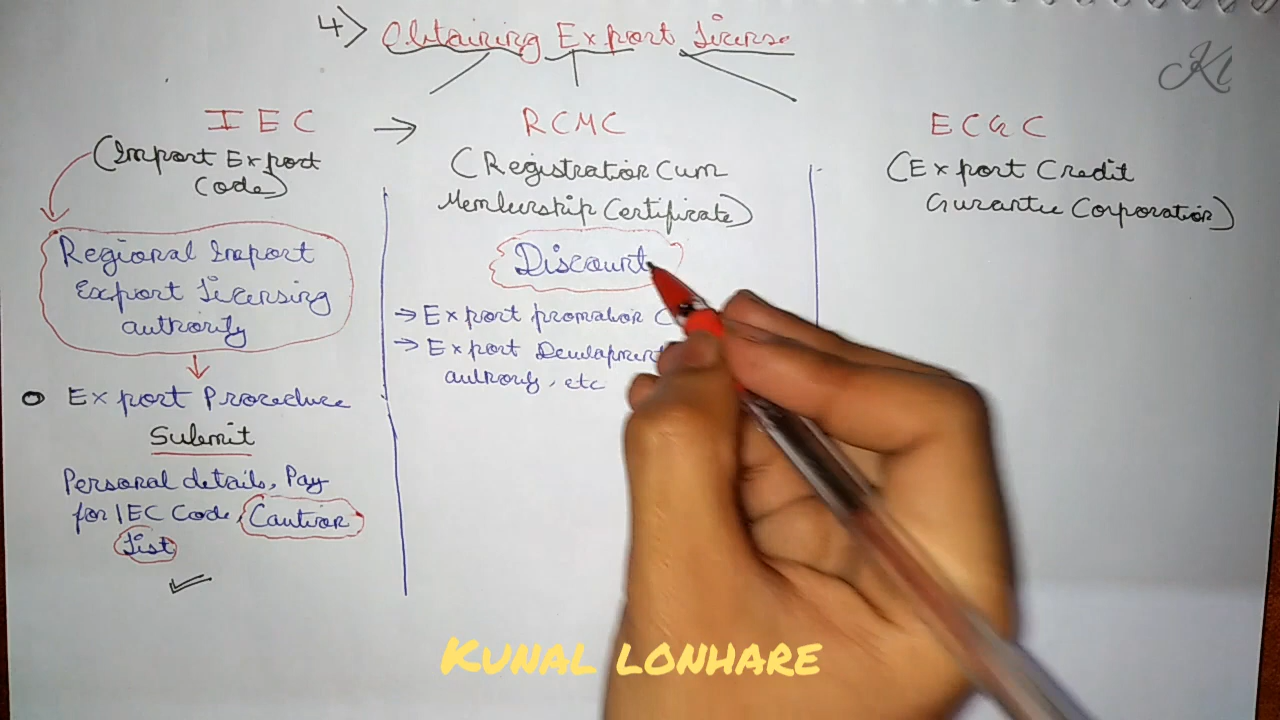 4) Obtaining Export License
IEC → RCMC ECGC
(Import Export
Code)
Regional Import
Export Licensing
authority
Export Procedure
Submit
Personal details, Pay
for IEC Code, Caution
List
(Registration Cum
Membership Certificate)
Discount
→ Export promotion C
→ Export Development
authority, etc
(Export Credit
Gurantee Corporation)
Kl
KUNAL LONHARE